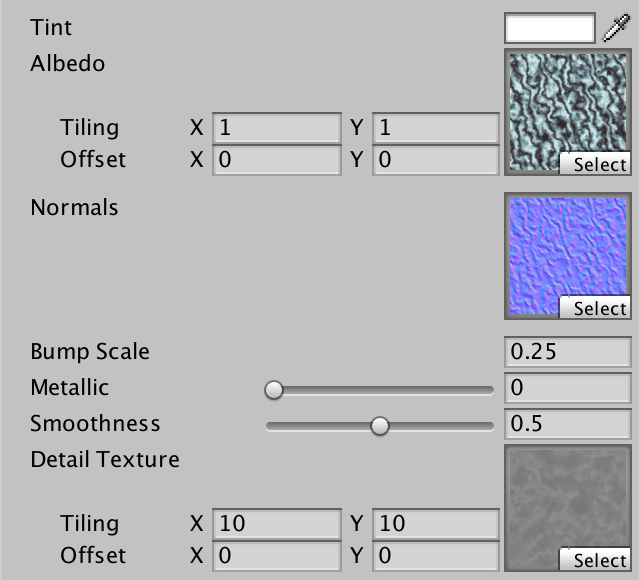 Tint
Albedo
Tiling X 1 Y 1
Offset X 0 Y 0
Select
Normals
Select
Bump Scale 0.25
Metallic 0
Smoothness 0.5
Detail Texture
Tiling X 10 Y 10
Offset X 0 Y 0
Select